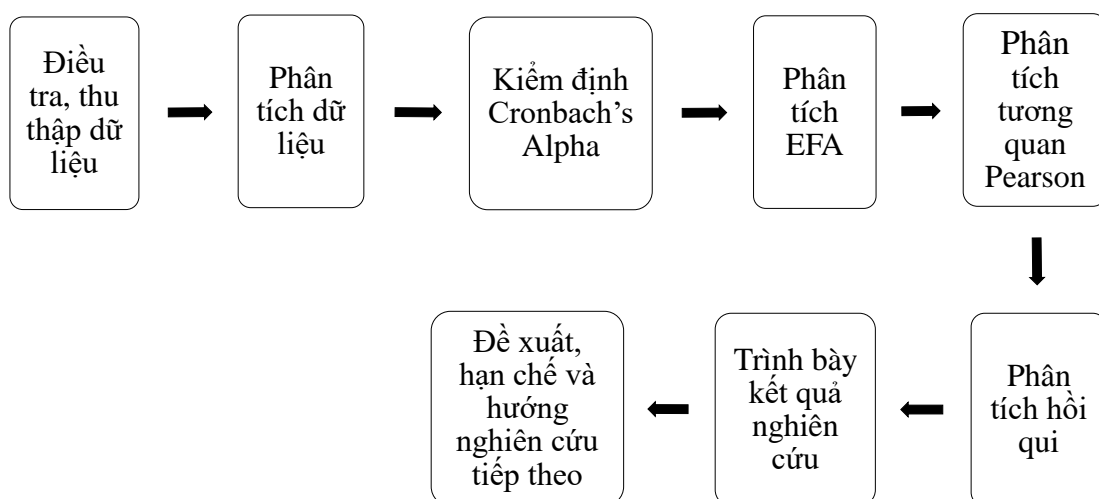 Điều
tra, thu
thập dữ
liệu
Phân
tích dữ
liệu
Kiểm định
Cronbach’s
Alpha
Phân
tích
EFA
Phân
tích
tương
quan
Pearson
Phân
tích hồi
qui
Trình bày
kết quả
nghiên
cứu
Đề xuất,
hạn chế và
hướng
nghiên cứu
tiếp theo